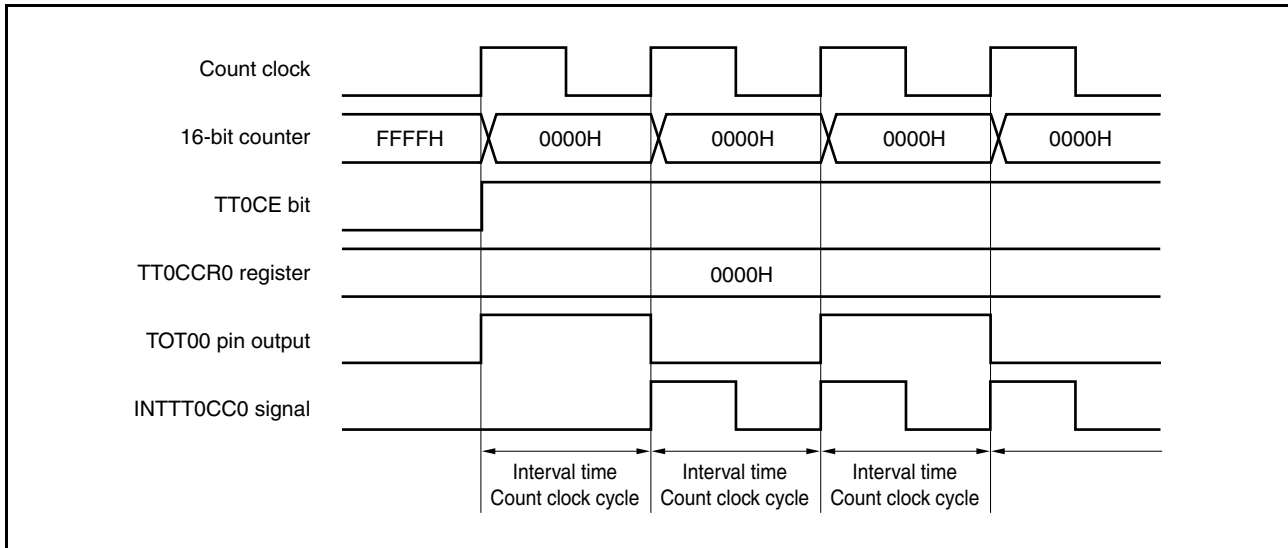 Count clock
16-bit counter
FFFFH
0000H
0000H
0000H
0000H
TT0CE bit
TT0CCR0 register
0000H
TOT00 pin output
INTTT0CC0 signal
Interval time
Count clock cycle
Interval time
Count clock cycle
Interval time
Count clock cycle